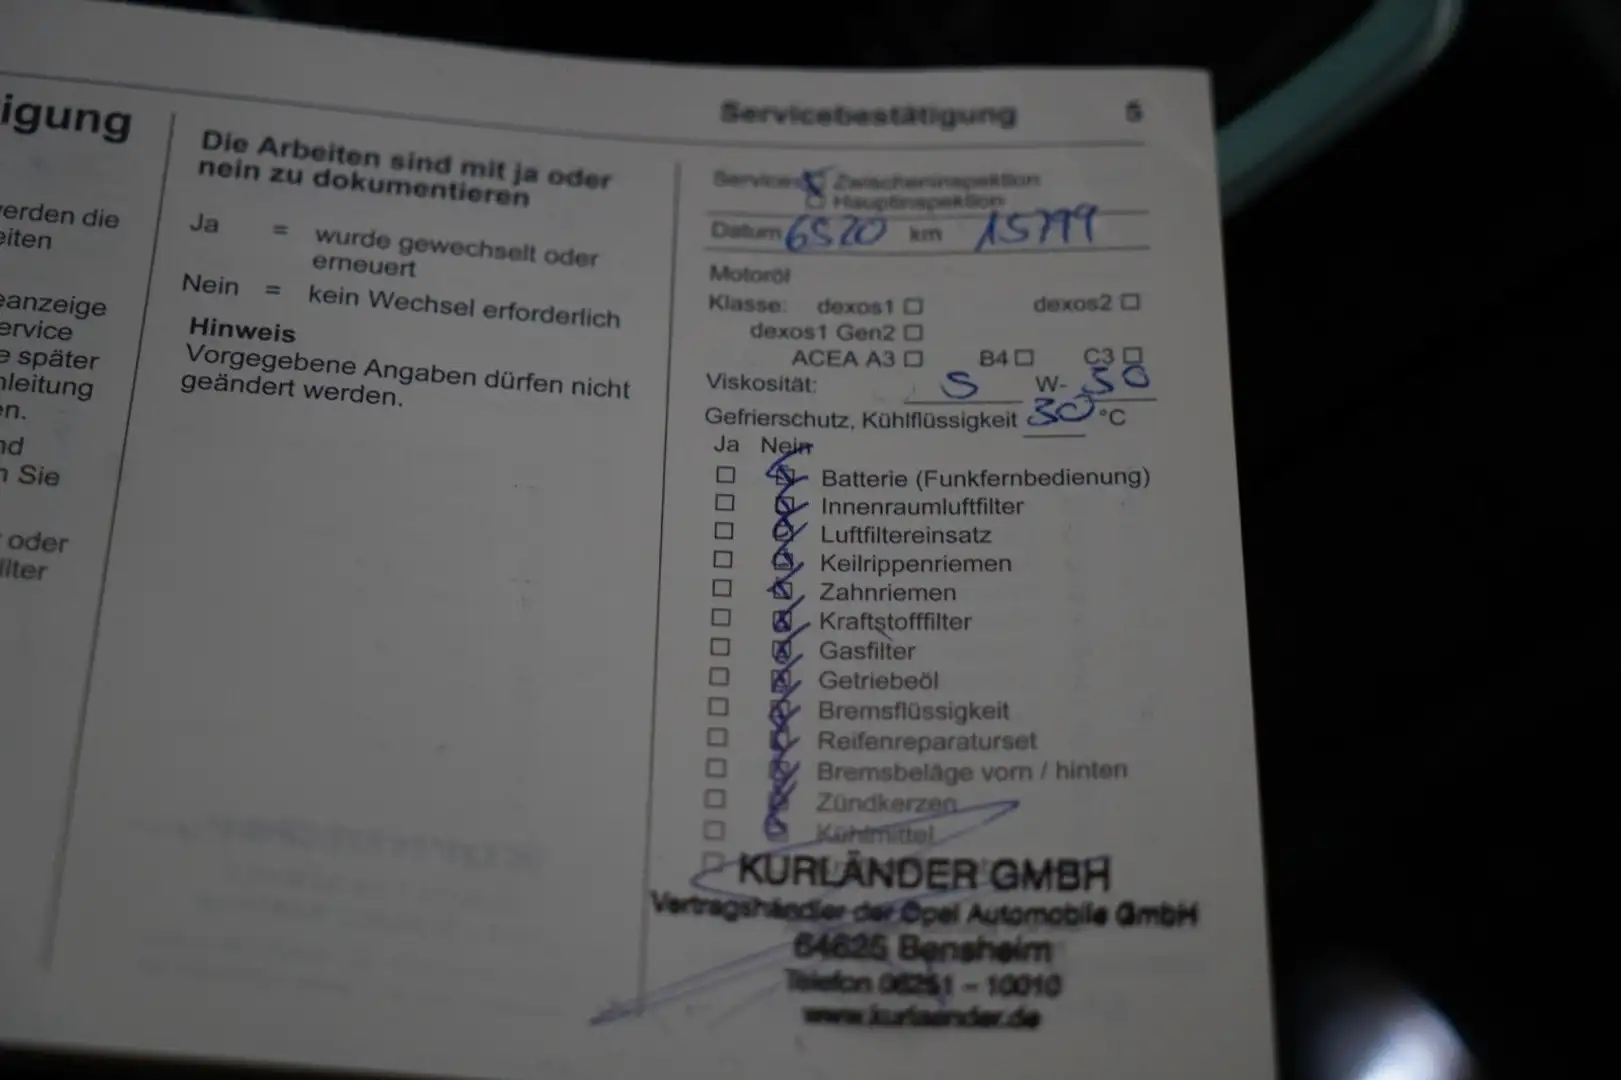 igung
erden die
eiten
eanzeige
ervice
e später
nleitung
en.
nd
n Sie
oder
ilter
Die Arbeiten sind mit ja oder
nein zu dokumentieren
Ja = wurde gewechselt oder
erneuert
Nein = kein Wechsel erforderlich
Hinweis
Vorgegebene Angaben dürfen nicht
geändert werden.
Servicebestätigung 5
Service Zwischeninspektion
Hauptinspektion
Datum 6520 km 15799
Motoröl
Klasse: dexos1 dexos2
dexos1 Gen2
ACEA A3 B4 C3
Viskosität: 5 W- 30
Gefrierschutz, Kühlflüssigkeit 30 °C
Ja Nein
Batterie (Funkfernbedienung)
Innenraumluftfilter
Luftfiltereinsatz
Keilrippenriemen
Zahnriemen
Kraftstofffilter
Gasfilter
Getriebeöl
Bremsflüssigkeit
Reifenreparaturset
Bremsbeläge vorn / hinten
Zündkerzen
Kühlmittel
KURLÄNDER GMBH
Vertragshändler der Opel Automobile GmbH
64625 Bensheim
Telefon 06251 - 10010
www.kurlaender.de